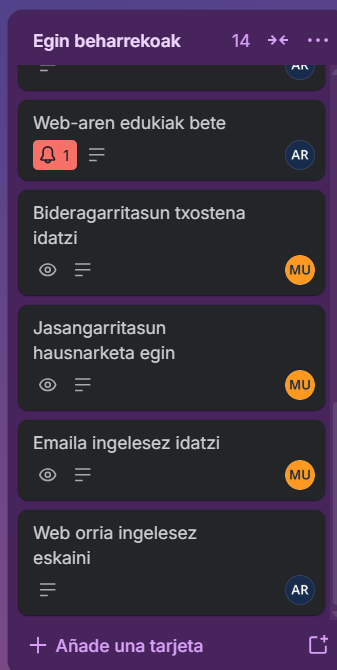 Egin beharrekoak 14
AR
Web-aren edukiak bete
1 AR
Bideragarritasun txostena
idatzi
MU
Jasangarritasun
hausnarketa egin
MU
Emaila ingelesez idatzi
MU
Web orria ingelesez
eskaini
AR
Añade una tarjeta